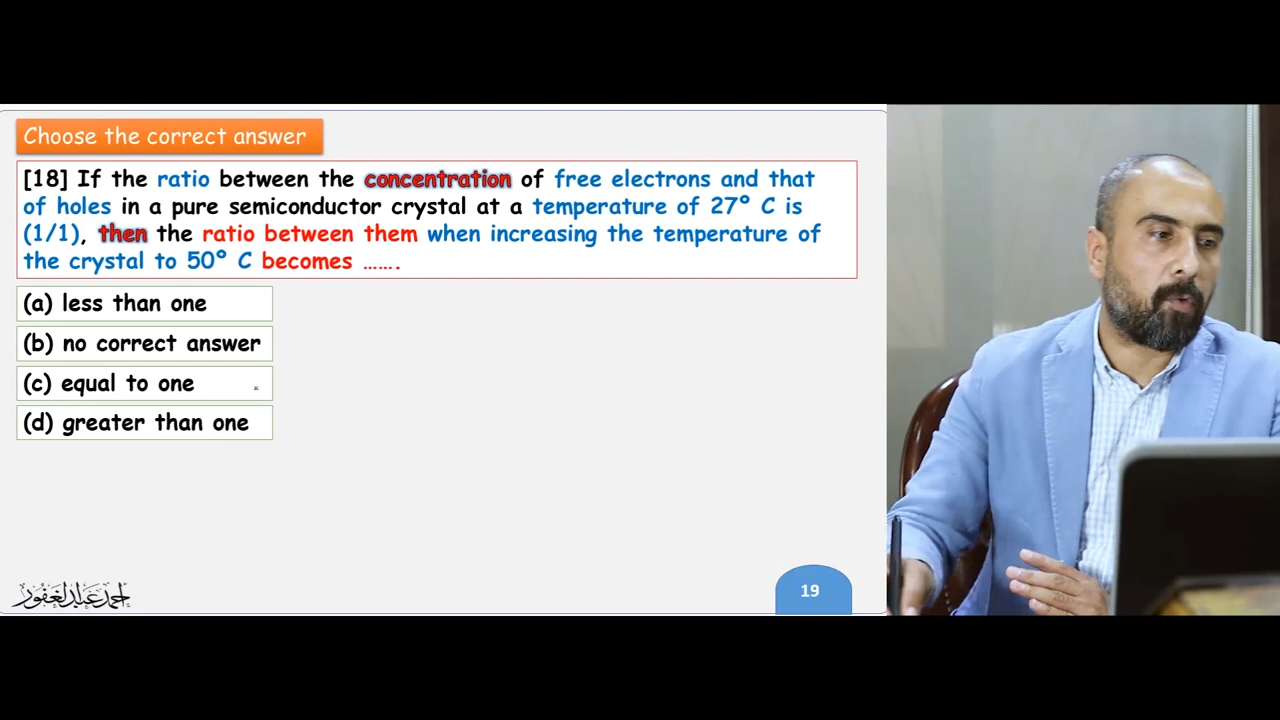 Choose the correct answer
[18] If the ratio between the concentration of free electrons and that
of holes in a pure semiconductor crystal at a temperature of 27° C is
(1/1), then the ratio between them when increasing the temperature of
the crystal to 50° C becomes …….
(a) less than one
(b) no correct answer
(c) equal to one
(d) greater than one
احمد عبد الغفور
19